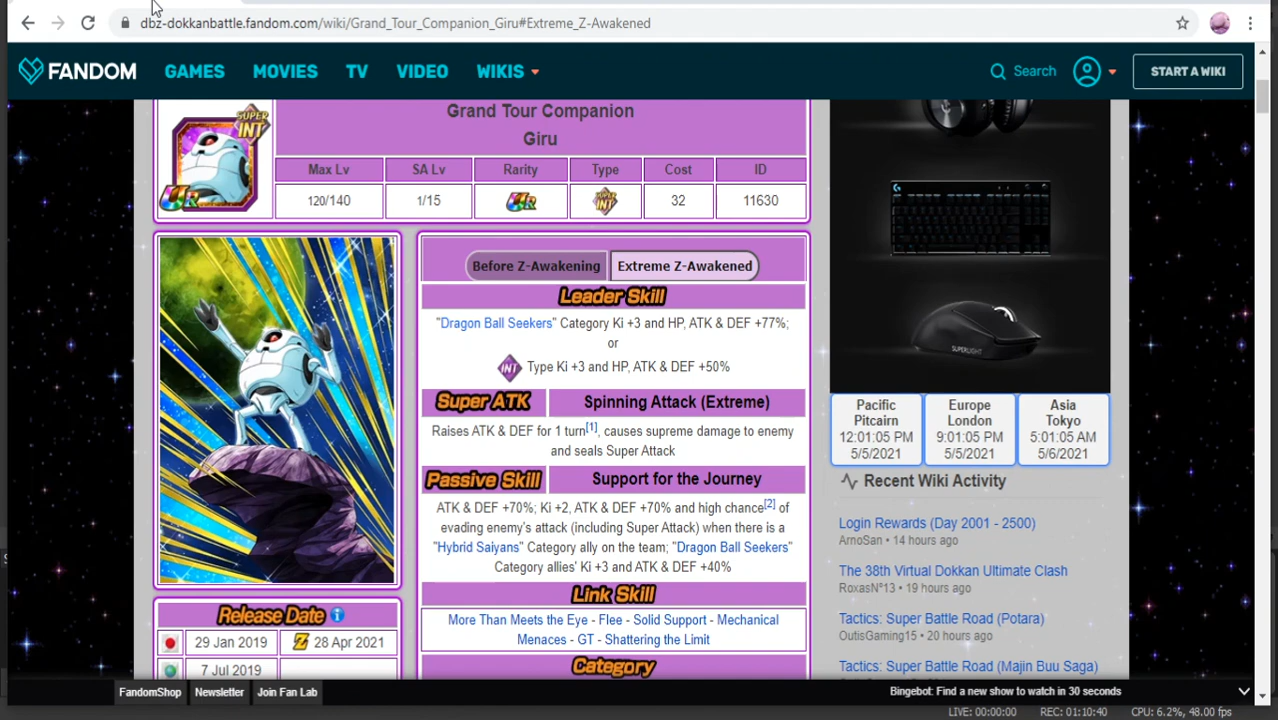 dbz-dokkanbattle.fandom.com/wiki/Grand_Tour_Companion_Giru#Extreme_Z-Awakened
FANDOM GAMES MOVIES TV VIDEO WIKIS Search START A WIKI
Grand Tour Companion
Giru
Max Lv SA Lv Rarity Type Cost ID
120/140 1/15 UR SUPER INT 32 11630
SUPER INT
UR
Before Z-Awakening Extreme Z-Awakened
Leader Skill
"Dragon Ball Seekers" Category Ki +3 and HP, ATK & DEF +77%;
or
INT Type Ki +3 and HP, ATK & DEF +50%
Super ATK Spinning Attack (Extreme)
Raises ATK & DEF for 1 turn[1], causes supreme damage to enemy
and seals Super Attack
Passive Skill Support for the Journey
ATK & DEF +70%; Ki +2, ATK & DEF +70% and high chance[2] of
evading enemy's attack (including Super Attack) when there is a
"Hybrid Saiyans" Category ally on the team; "Dragon Ball Seekers"
Category allies' Ki +3 and ATK & DEF +40%
Link Skill
More Than Meets the Eye - Flee - Solid Support - Mechanical
Menaces - GT - Shattering the Limit
Category
Release Date i
29 Jan 2019 Z 28 Apr 2021
7 Jul 2019
G
SUPERLIGHT
Pacific
Pitcairn
12:01:05 PM
5/5/2021
Europe
London
9:01:05 PM
5/5/2021
Asia
Tokyo
5:01:05 AM
5/6/2021
Recent Wiki Activity
Login Rewards (Day 2001 - 2500)
ArnoSan • 14 hours ago
The 38th Virtual Dokkan Ultimate Clash
RoxasN°13 • 19 hours ago
Tactics: Super Battle Road (Potara)
OutisGaming15 • 20 hours ago
Tactics: Super Battle Road (Majin Buu Saga)
FandomShop Newsletter Join Fan Lab Bingebot: Find a new show to watch in 30 seconds
LIVE: 00:00:00 REC: 01:10:40 CPU: 6.2%, 48.00 fps